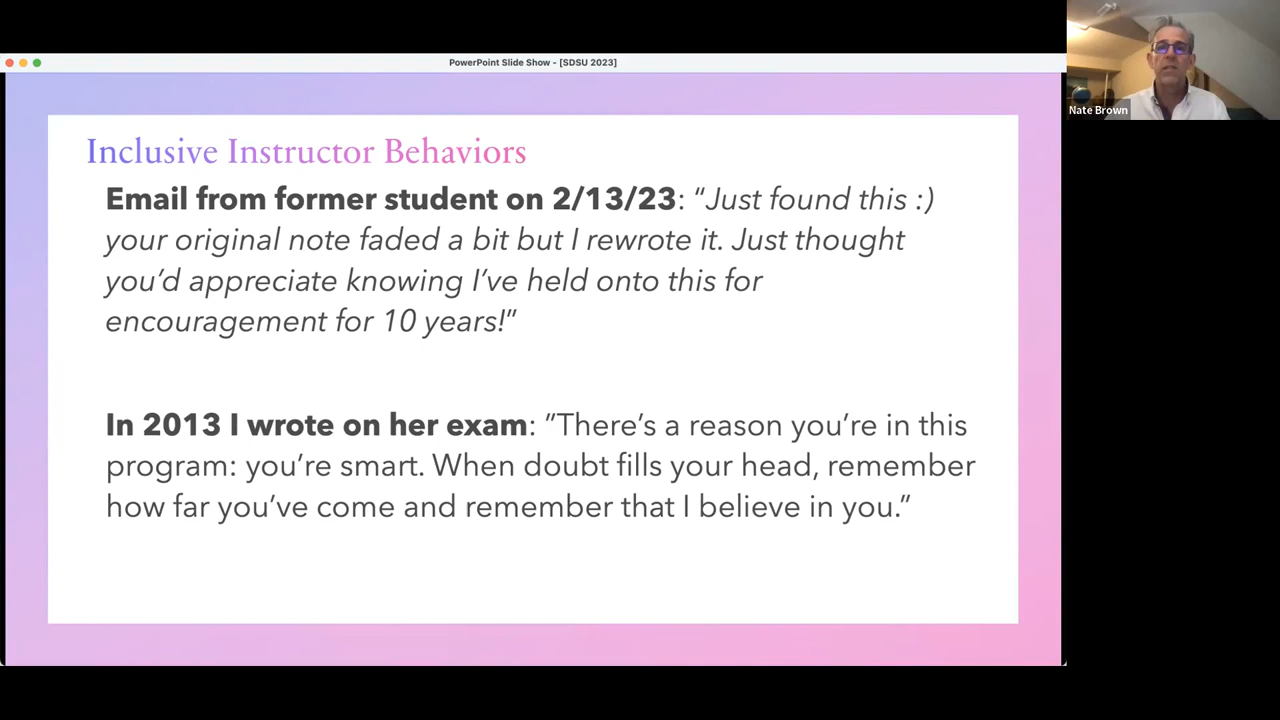 PowerPoint Slide Show - [SDSU 2023]
Nate Brown
Inclusive Instructor Behaviors
Email from former student on 2/13/23: “Just found this :)
your original note faded a bit but I rewrote it. Just thought
you’d appreciate knowing I’ve held onto this for
encouragement for 10 years!”
In 2013 I wrote on her exam: ”There’s a reason you’re in this
program: you’re smart. When doubt fills your head, remember
how far you’ve come and remember that I believe in you.”